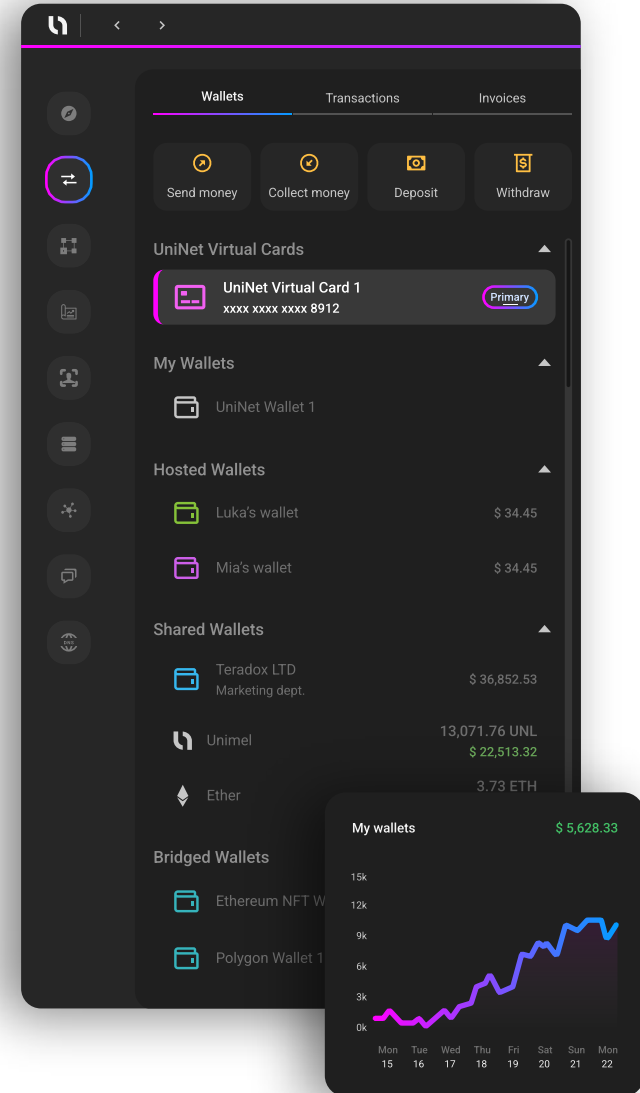 Wallets
Transactions
Invoices
Send money
Collect money
Deposit
Withdraw
UniNet Virtual Cards
UniNet Virtual Card 1
xxxx xxxx xxxx 8912
Primary
My Wallets
UniNet Wallet 1
Hosted Wallets
Luka's wallet
$ 34.45
Mia's wallet
$ 34.45
Shared Wallets
Teradox LTD
Marketing dept.
$ 36,852.53
Unimel
13,071.76 UNL
$ 22,513.32
Ether
3.73 ETH
Bridged Wallets
Ethereum NFT W
Polygon Wallet 1
My wallets
$ 5,628.33
15k
12k
9k
6k
3k
0k
Mon Tue Wed Thu Fri Sat Sun Mon
15 16 17 18 19 20 21 22